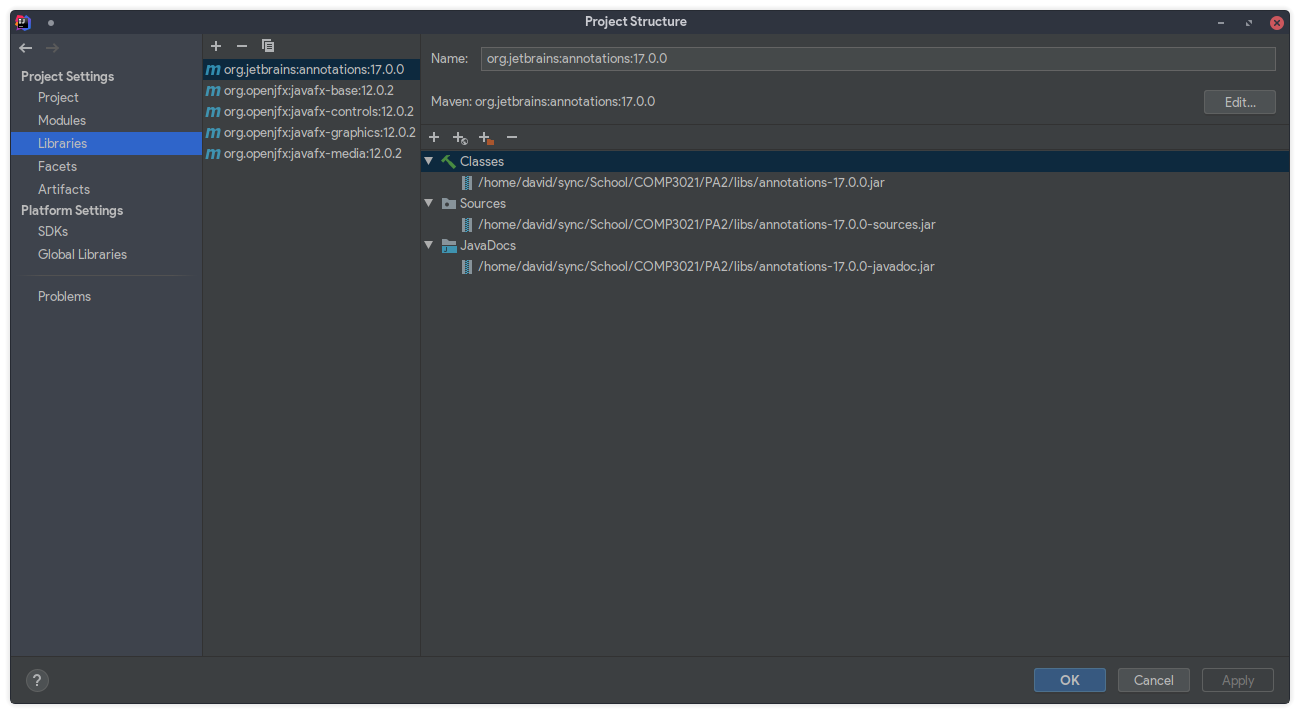 Project Structure
Project Settings
Project
Modules
Libraries
Facets
Artifacts
Platform Settings
SDKs
Global Libraries
Problems
m org.jetbrains:annotations:17.0.0
m org.openjfx:javafx-base:12.0.2
m org.openjfx:javafx-controls:12.0.2
m org.openjfx:javafx-graphics:12.0.2
m org.openjfx:javafx-media:12.0.2
Name: org.jetbrains:annotations:17.0.0
Maven: org.jetbrains:annotations:17.0.0
Edit...
Classes
/home/david/sync/School/COMP3021/PA2/libs/annotations-17.0.0.jar
Sources
/home/david/sync/School/COMP3021/PA2/libs/annotations-17.0.0-sources.jar
JavaDocs
/home/david/sync/School/COMP3021/PA2/libs/annotations-17.0.0-javadoc.jar
?
OK
Cancel
Apply